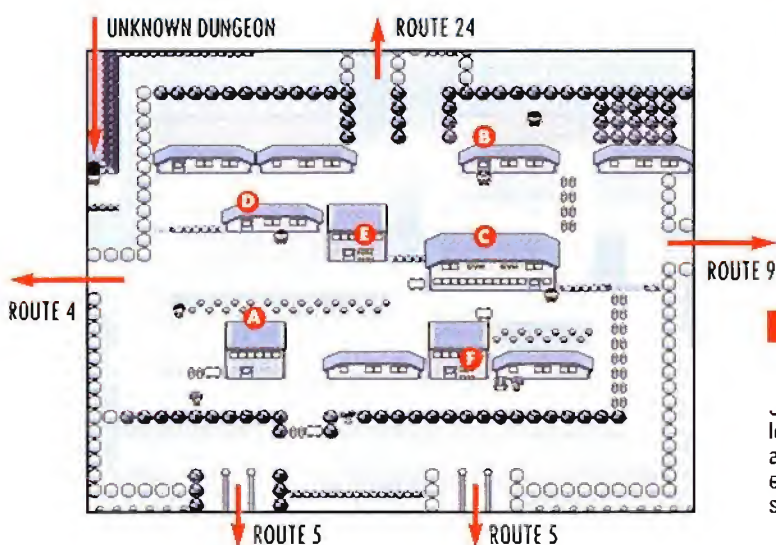 UNKNOWN DUNGEON
ROUTE 24
B
D
E
C
ROUTE 4
ROUTE 9
A
F
ROUTE 5
ROUTE 5